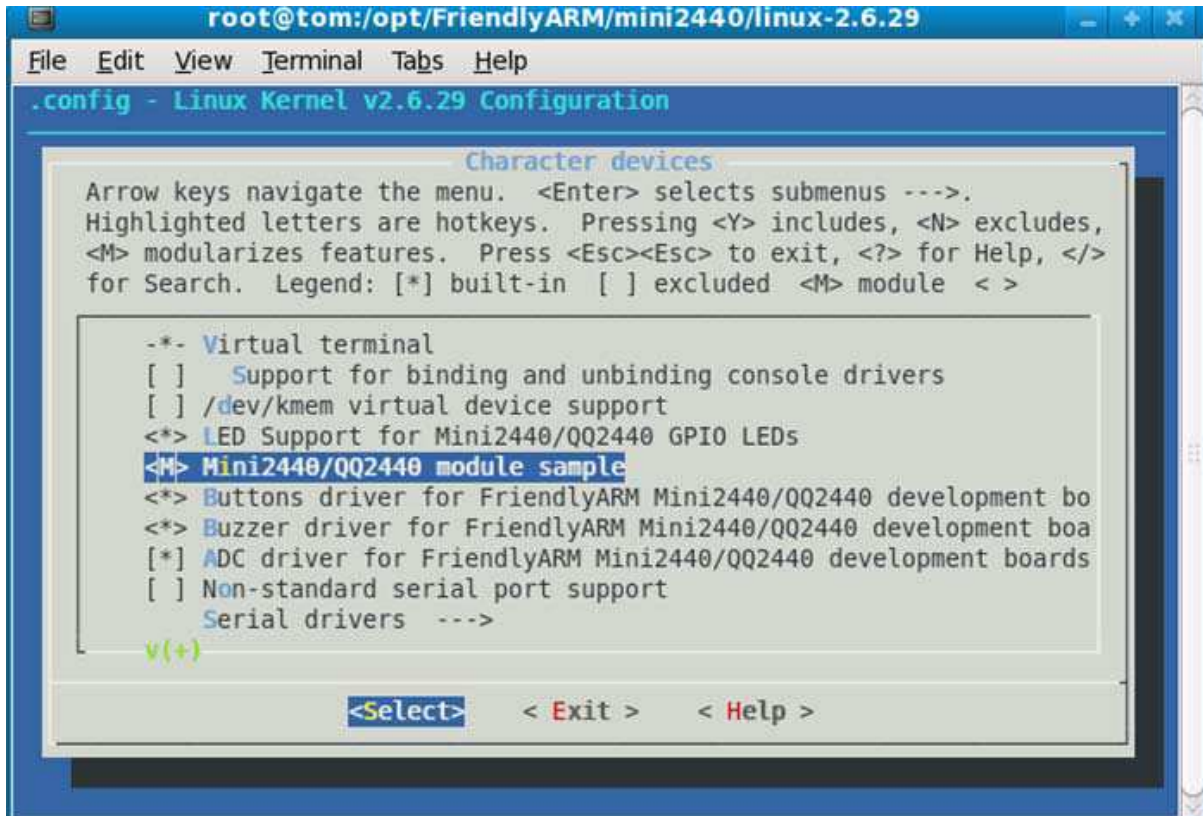 root@tom:/opt/FriendlyARM/mini2440/linux-2.6.29
File Edit View Terminal Tabs Help
.config - Linux Kernel v2.6.29 Configuration
Character devices
Arrow keys navigate the menu.  <Enter> selects submenus --->.
Highlighted letters are hotkeys.  Pressing <Y> includes, <N> excludes,
<M> modularizes features.  Press <Esc><Esc> to exit, <?> for Help, </>
for Search.  Legend: [*] built-in  [ ] excluded  <M> module  < >
-*- Virtual terminal
[ ]   Support for binding and unbinding console drivers
[ ] /dev/kmem virtual device support
<*> LED Support for Mini2440/QQ2440 GPIO LEDs
<M> Mini2440/QQ2440 module sample
<*> Buttons driver for FriendlyARM Mini2440/QQ2440 development bo
<*> Buzzer driver for FriendlyARM Mini2440/QQ2440 development boa
[*] ADC driver for FriendlyARM Mini2440/QQ2440 development boards
[ ] Non-standard serial port support
Serial drivers  --->
v(+)
<Select>    < Exit >    < Help >